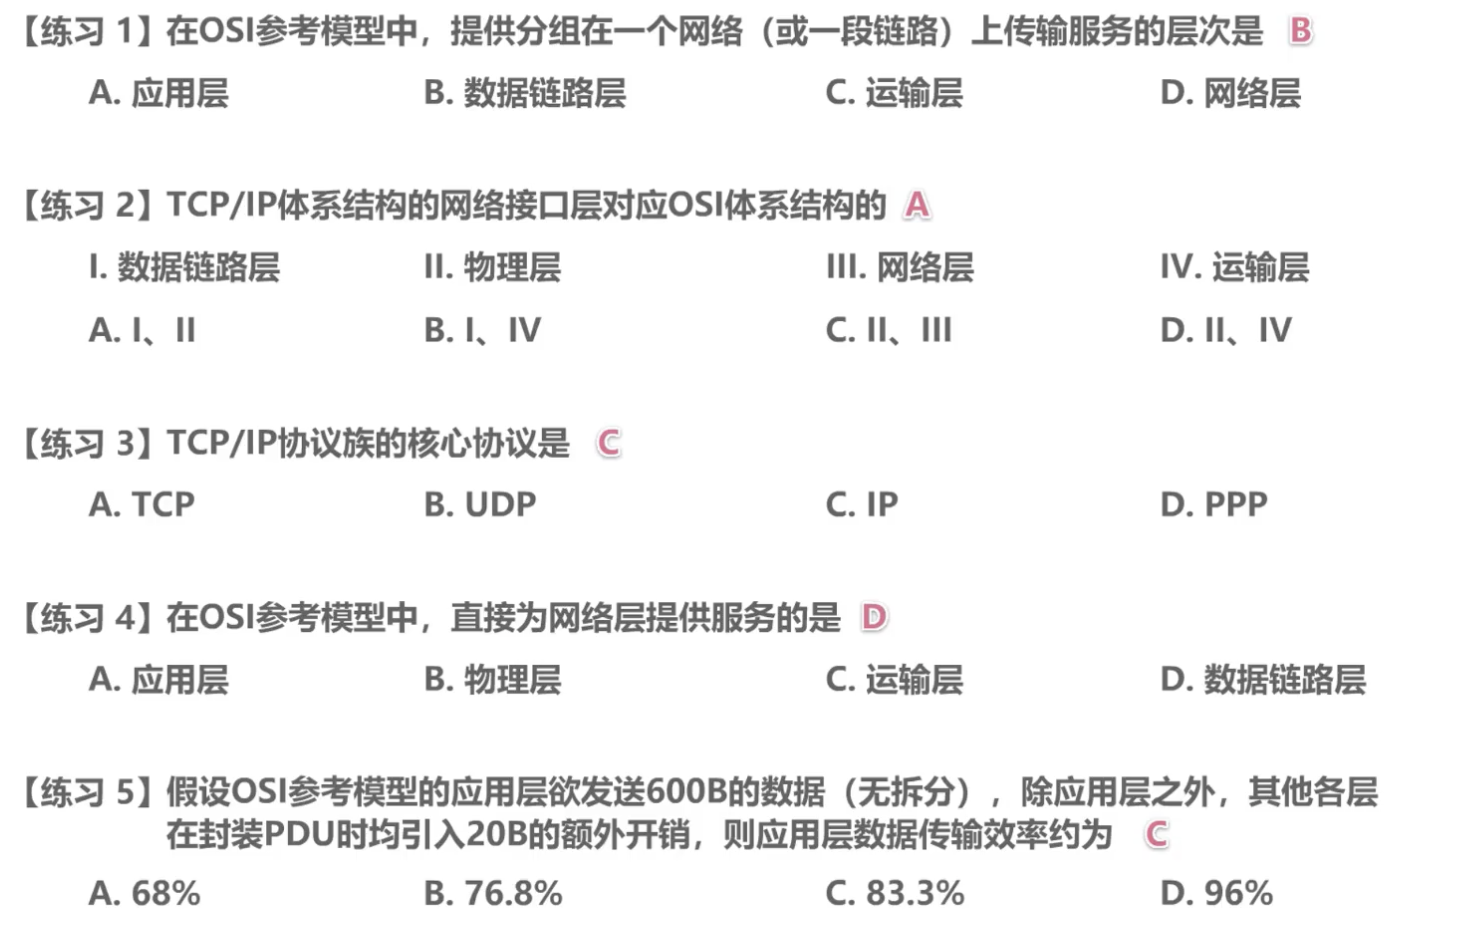 【练习 1】在OSI参考模型中，提供分组在一个网络（或一段链路）上传输服务的层次是 B
A. 应用层 B. 数据链路层 C. 运输层 D. 网络层
【练习 2】TCP/IP体系结构的网络接口层对应OSI体系结构的 A
I. 数据链路层 II. 物理层 III. 网络层 IV. 运输层
A. I、II B. I、IV C. II、III D. II、IV
【练习 3】TCP/IP协议族的核心协议是 C
A. TCP B. UDP C. IP D. PPP
【练习 4】在OSI参考模型中，直接为网络层提供服务的是 D
A. 应用层 B. 物理层 C. 运输层 D. 数据链路层
【练习 5】假设OSI参考模型的应用层欲发送600B的数据（无拆分），除应用层之外，其他各层
在封装PDU时均引入20B的额外开销，则应用层数据传输效率约为 C
A. 68% B. 76.8% C. 83.3% D. 96%